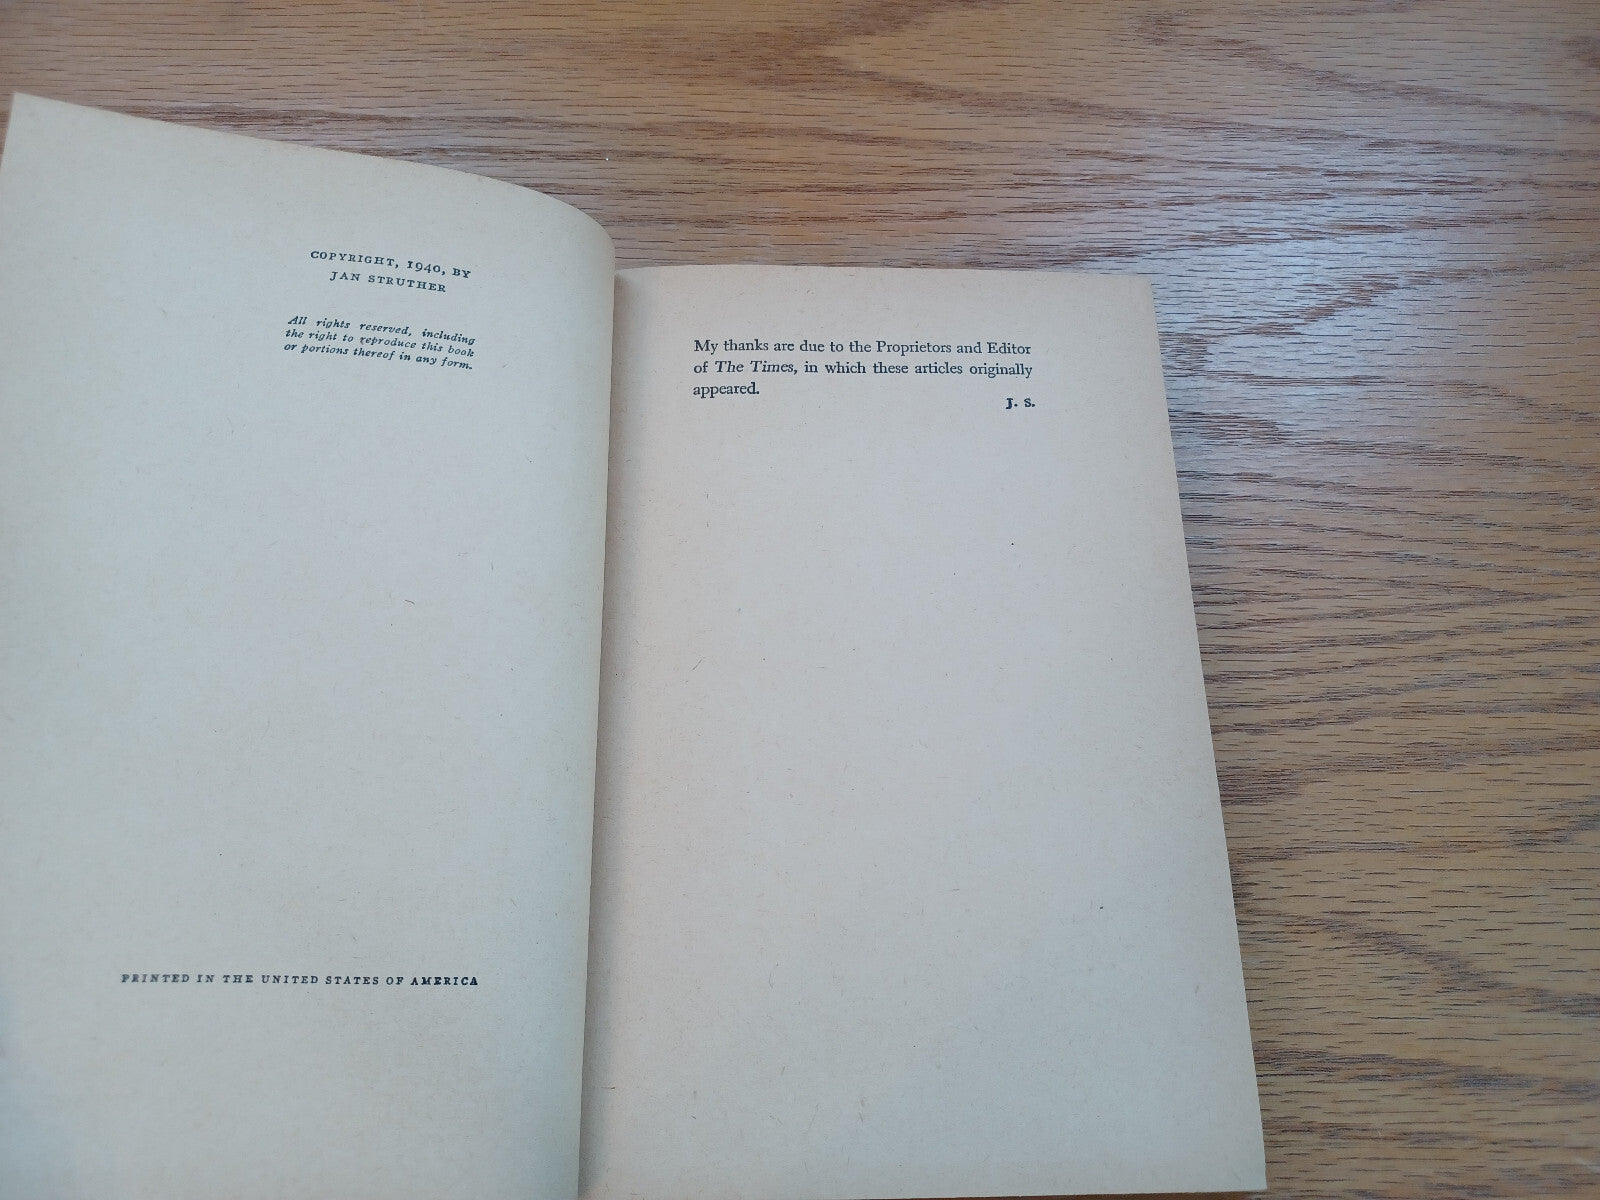 COPYRIGHT, 1940, BY
JAN STRUTHER
All rights reserved, including
the right to reproduce this book
or portions thereof in any form.
PRINTED IN THE UNITED STATES OF AMERICA
My thanks are due to the Proprietors and Editor
of The Times, in which these articles originally
appeared.
J. S.